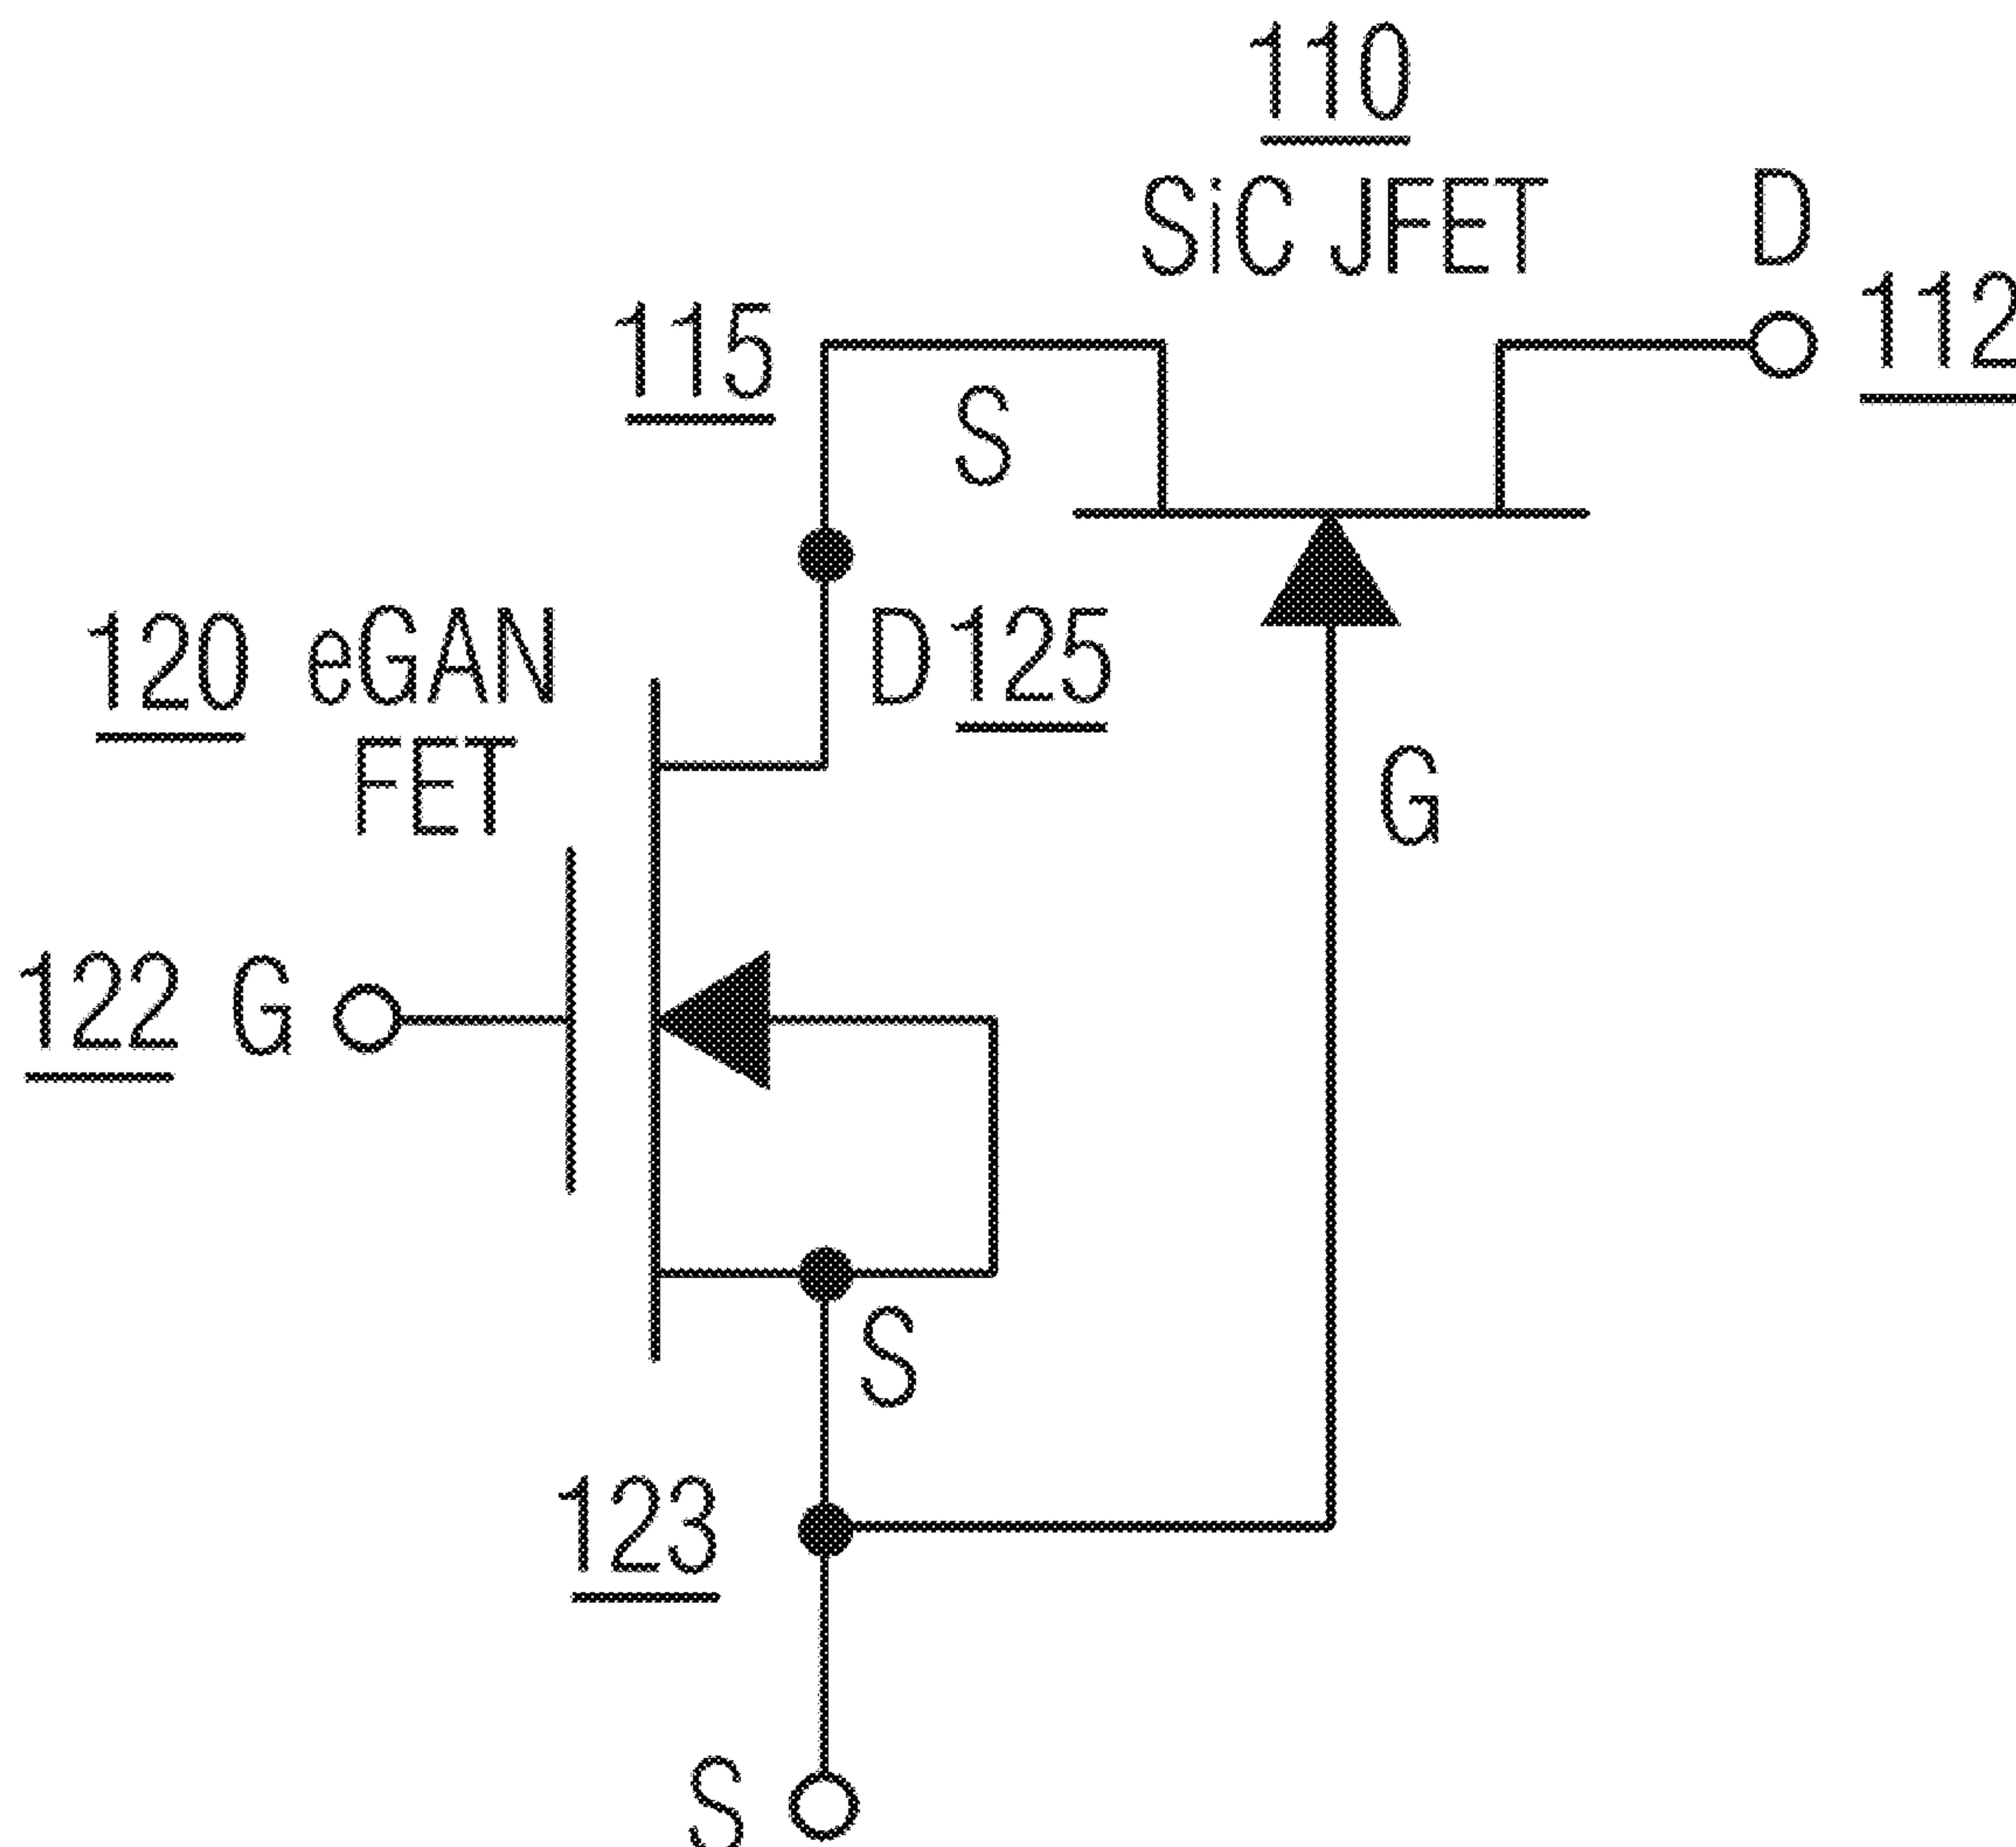 110
SiC JFET
D
112
115
S
120 eGAN
FET
D 125
G
122 G
S
123
S